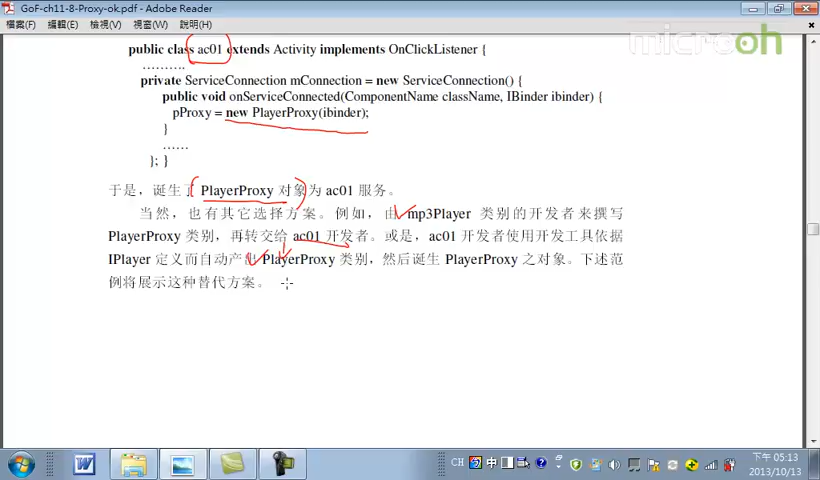 GoF-ch11-8-Proxy-ok.pdf - Adobe Reader
檔案(F) 編輯(E) 檢視(V) 視窗(W) 說明(H)
microoh
public class ac01 extends Activity implements OnClickListener {
……….
private ServiceConnection mConnection = new ServiceConnection() {
public void onServiceConnected(ComponentName className, IBinder ibinder) {
pProxy = new PlayerProxy(ibinder);
}
……
}; }
于是，诞生了 PlayerProxy 对象为 ac01 服务。
当然，也有其它选择方案。例如，由 mp3Player 类别的开发者来撰写
PlayerProxy 类别，再转交给 ac01 开发者。或是，ac01 开发者使用开发工具依据
IPlayer 定义而自动产出 PlayerProxy 类别，然后诞生 PlayerProxy 之对象。下述范
例将展示这种替代方案。
CH 中
下午 05:13
2013/10/13